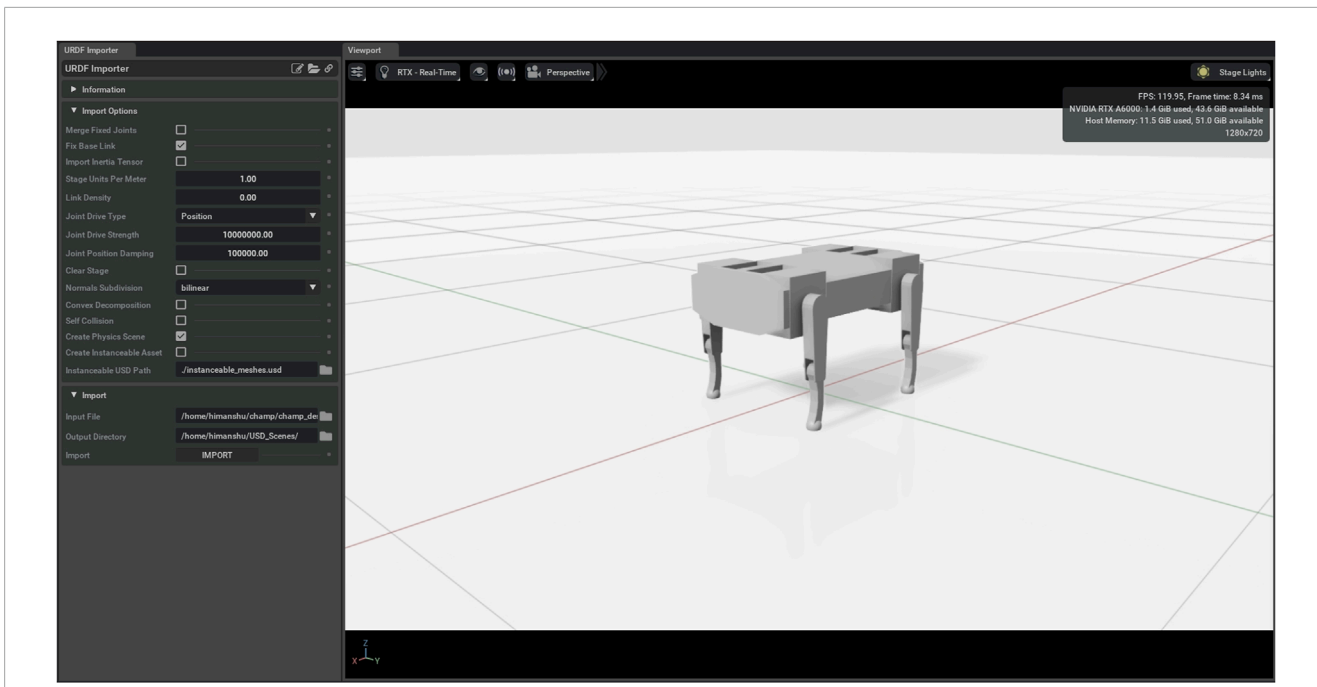 URDF Importer
URDF Importer
Information
Import Options
Merge Fixed Joints
Fix Base Link
Import Inertia Tensor
Stage Units Per Meter 1.00
Link Density 0.00
Joint Drive Type Position
Joint Drive Strength 10000000.00
Joint Position Damping 100000.00
Clear Stage
Normals Subdivision bilinear
Convex Decomposition
Self Collision
Create Physics Scene
Create Instanceable Asset
Instanceable USD Path ./instanceable_meshes.usd
Import
Input File /home/himanshu/champ/champ_de
Output Directory /home/himanshu/USD_Scenes/
Import IMPORT
Viewport
RTX - Real-Time Perspective Stage Lights
FPS: 119.95, Frame time: 8.34 ms
NVIDIA RTX A6000: 1.4 GiB used, 43.6 GiB available
Host Memory: 11.5 GiB used, 51.0 GiB available
1280x720
Z
X Y